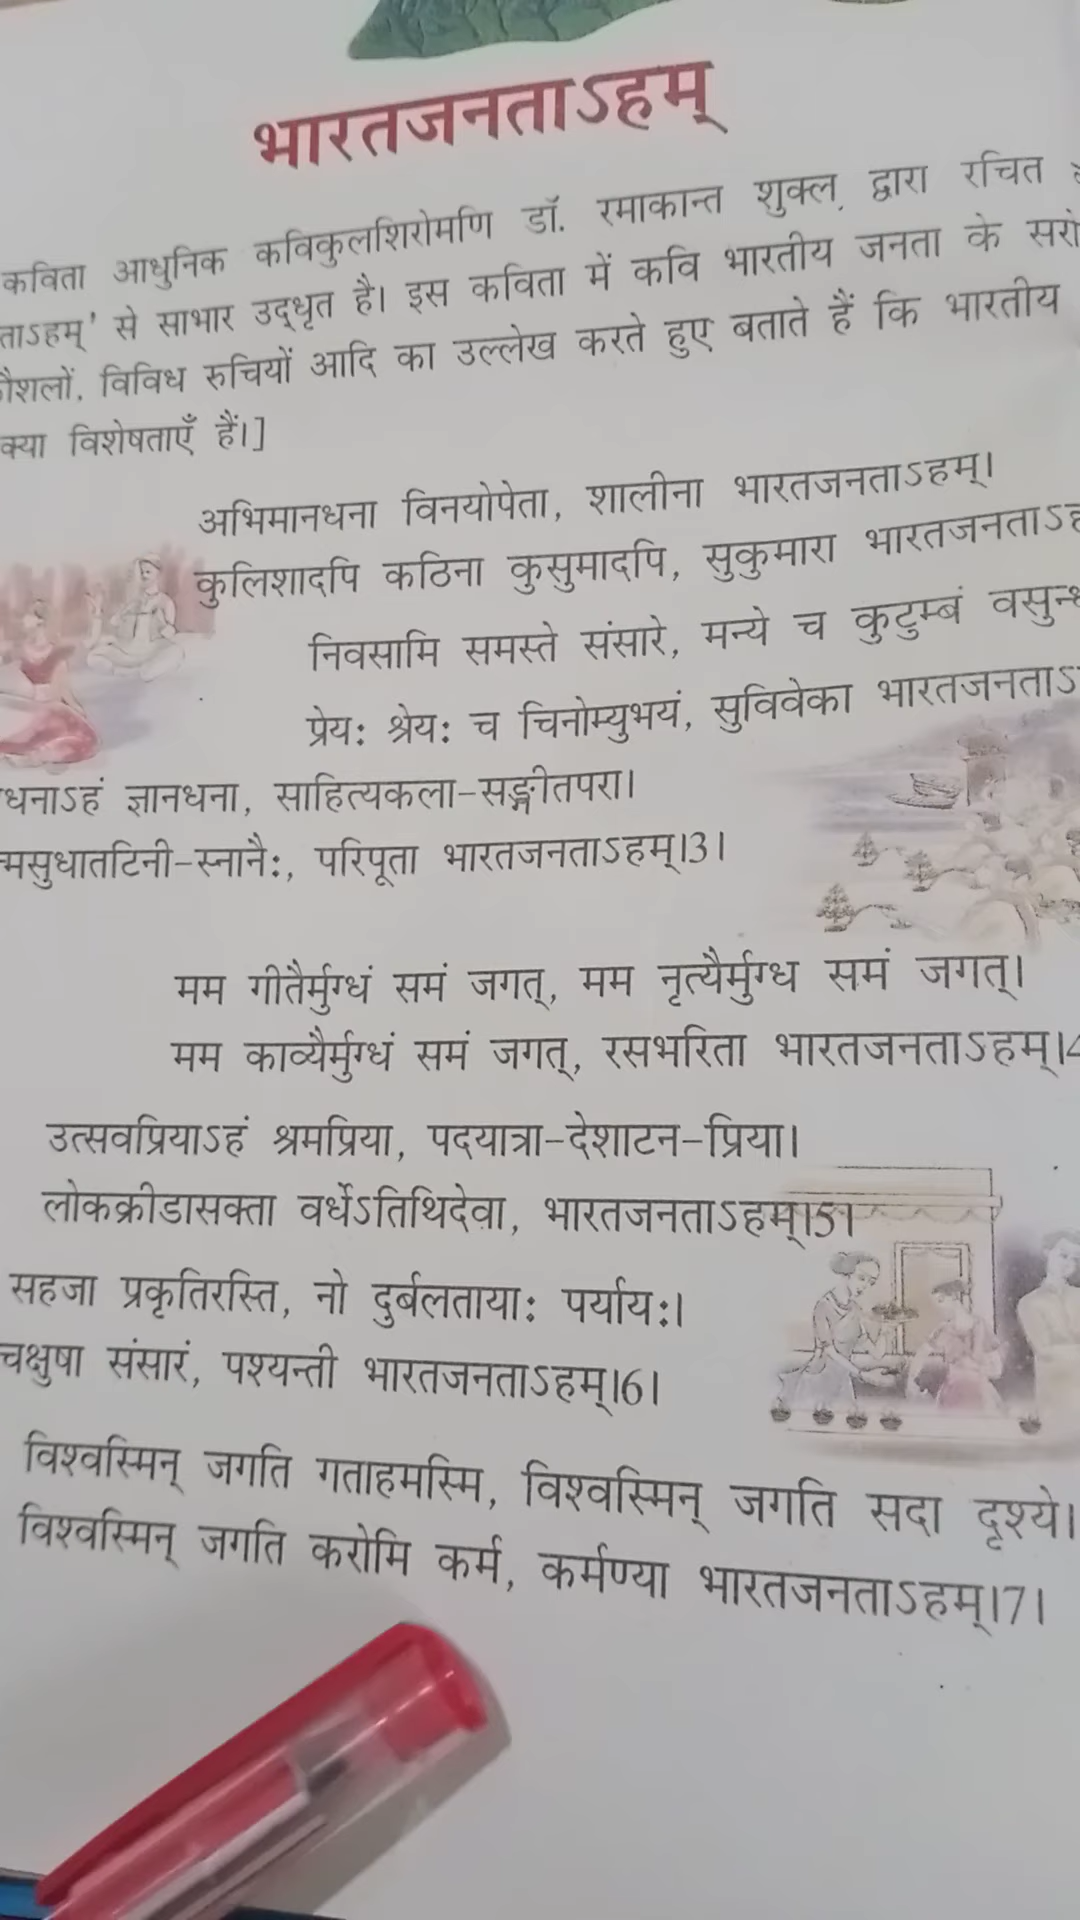 भारतजनताऽहम्
कविता आधुनिक कविकुलशिरोमणि डॉ. रमाकान्त शुक्ल द्वारा रचित
ताऽहम्' से साभार उद्धृत है। इस कविता में कवि भारतीय जनता के
विविध रुचियों आदि का उल्लेख करते हुए बताते हैं कि भारतीय
क्या विशेषताएँ हैं।]
अभिमानधना विनयोपेता, शालीना भारतजनताऽहम्।
कुलिशादपि कठिना कुसुमादपि, सुकुमारा
निवसामि समस्ते संसारे, मन्ये च कुटुम्बं
प्रेयः श्रेयः च चिनोम्युभयं, सुविवेका
धनाऽहं ज्ञानधना, साहित्यकला-सङ्गीतपरा।
मसुधातटिनी-स्नानैः, परिपूता भारतजनताऽहम्।3।
मम गीतैर्मुग्धं समं जगत्, मम नृत्यैर्मुग्ध समं जगत्।
मम काव्यैर्मुग्धं समं जगत्, रसभरिता भारतजनताऽहम्।4
उत्सवप्रियाऽहं श्रमप्रिया, पदयात्रा-देशाटन-प्रिया।
लोकक्रीडासक्ता वर्धेऽतिथिदेवा, भारतजनताऽहम्।5।
सहजा प्रकृतिरस्ति, नो दुर्बलतायाः पर्यायः।
चक्षुषा संसारं, पश्यन्ती भारतजनताऽहम्।6।
विश्वस्मिन् जगति गताहमस्मि, विश्वस्मिन् जगति सदा दृश्ये।
विश्वस्मिन् जगति करोमि कर्म, कर्मण्या भारतजनताऽहम्।7।